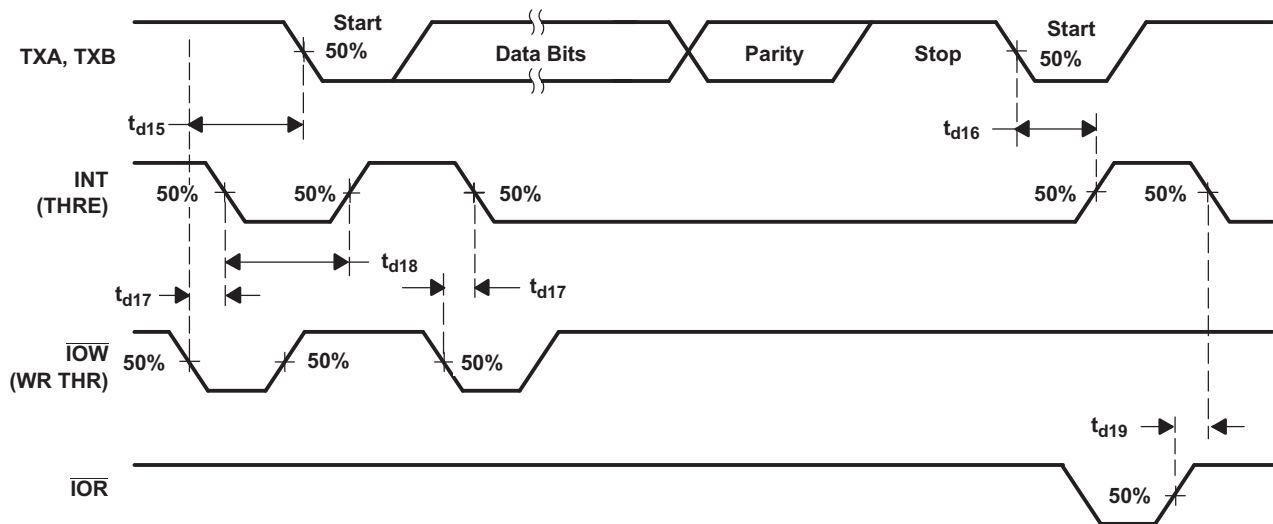 Start
Start
TXA, TXB
50%
Data Bits
Parity
Stop
50%
td15
td16
INT
(THRE)
50%
50%
50%
50%
50%
td18
td17
td17
IOW
(WR THR)
50%
50%
50%
td19
IOR
50%